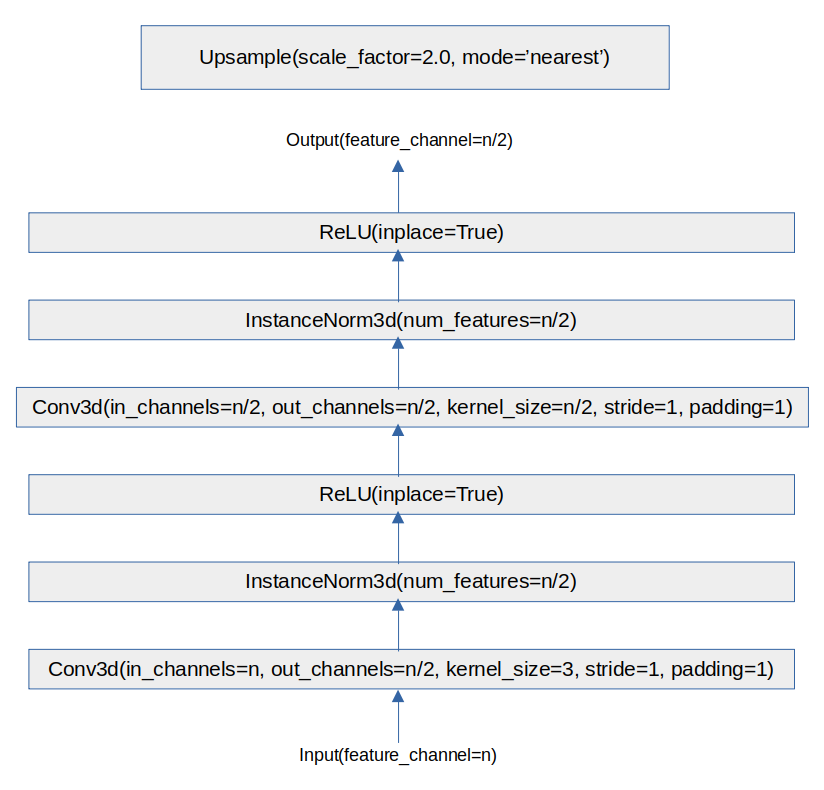 Upsample(scale_factor=2.0, mode=’nearest’)
Output(feature_channel=n/2)
ReLU(inplace=True)
InstanceNorm3d(num_features=n/2)
Conv3d(in_channels=n/2, out_channels=n/2, kernel_size=n/2, stride=1, padding=1)
ReLU(inplace=True)
InstanceNorm3d(num_features=n/2)
Conv3d(in_channels=n, out_channels=n/2, kernel_size=3, stride=1, padding=1)
Input(feature_channel=n)